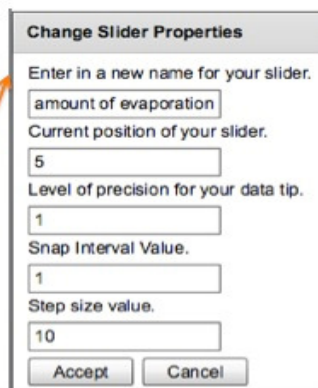 Change Slider Properties
Enter in a new name for your slider.
amount of evaporation
Current position of your slider.
5
Level of precision for your data tip.
1
Snap Interval Value.
1
Step size value.
10
Accept Cancel